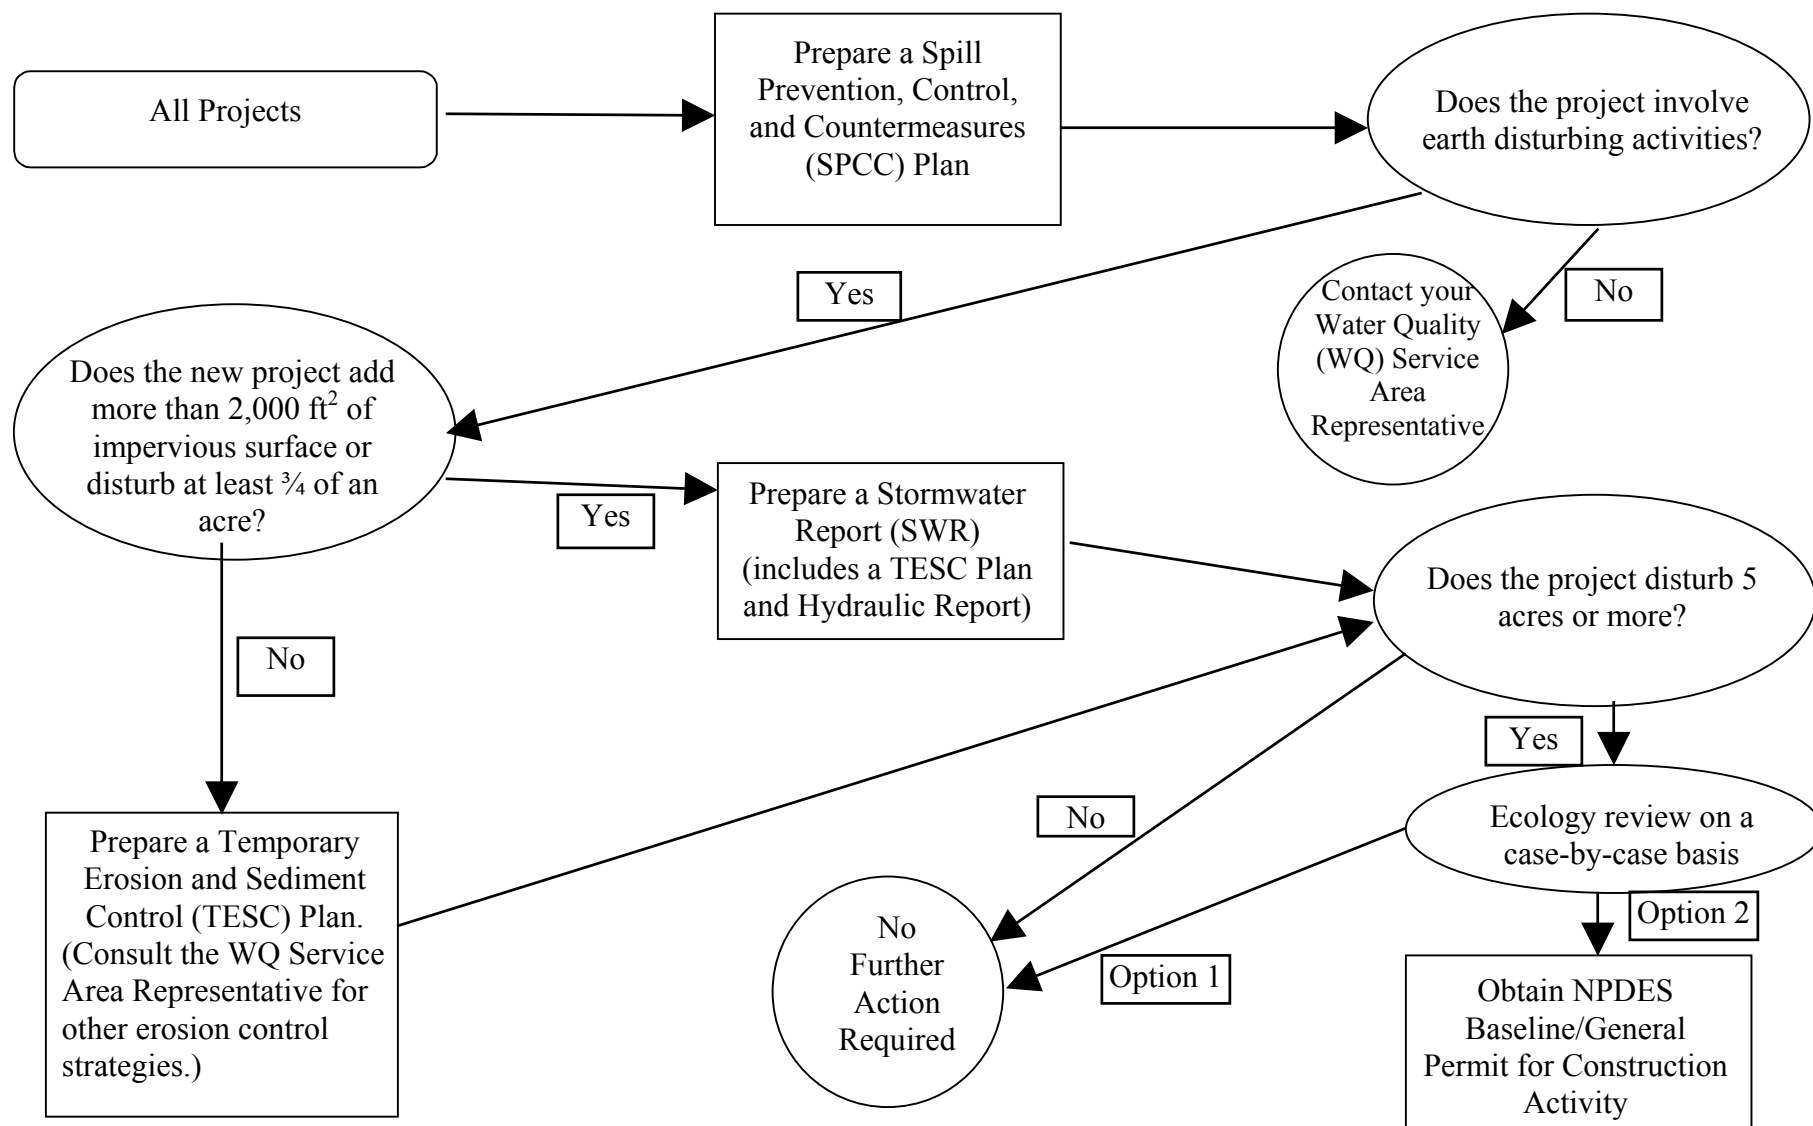 All Projects
Prepare a Spill
Prevention, Control,
and Countermeasures
(SPCC) Plan
Does the project involve
earth disturbing activities?
Yes
No
Contact your
Water Quality
(WQ) Service
Area
Representative
Does the new project add
more than 2,000 ft² of
impervious surface or
disturb at least ¾ of an
acre?
Yes
Prepare a Stormwater
Report (SWR)
(includes a TESC Plan
and Hydraulic Report)
Does the project disturb 5
acres or more?
No
Yes
No
Ecology review on a
case-by-case basis
Prepare a Temporary
Erosion and Sediment
Control (TESC) Plan.
(Consult the WQ Service
Area Representative for
other erosion control
strategies.)
No
Further
Action
Required
Option 1
Option 2
Obtain NPDES
Baseline/General
Permit for Construction
Activity